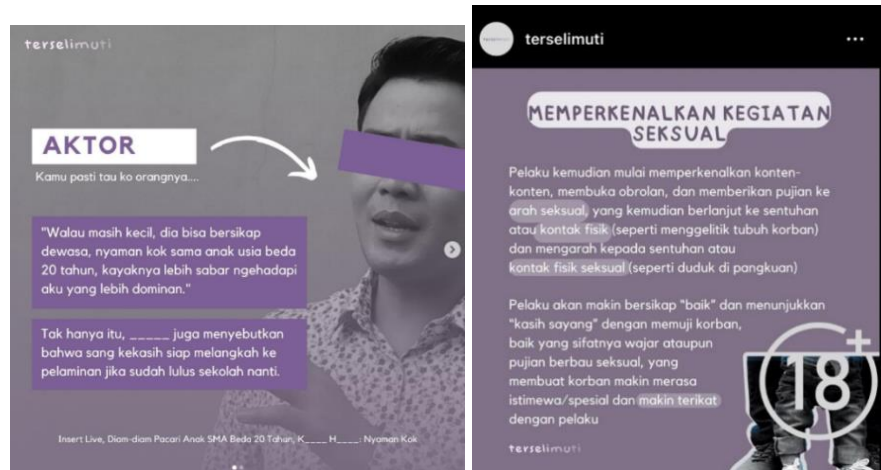 terselimuti
AKTOR
Kamu pasti tau ko orangnya....
"Walau masih kecil, dia bisa bersikap
dewasa, nyaman kok sama anak usia beda
20 tahun, kayaknya lebih sabar ngehadapi
aku yang lebih dominan."
Tak hanya itu, _____ juga menyebutkan
bahwa sang kekasih siap melangkah ke
pelaminan jika sudah lulus sekolah nanti.
Insert Live, Diam-diam Pacari Anak SMA Beda 20 Tahun, K____ H____: Nyaman Kok
terselimuti
MEMPERKENALKAN KEGIATAN
SEKSUAL
Pelaku kemudian mulai memperkenalkan konten-
konten, membuka obrolan, dan memberikan pujian ke
arah seksual, yang kemudian berlanjut ke sentuhan
atau kontak fisik (seperti menggelitik tubuh korban)
dan mengarah kepada sentuhan atau
kontak fisik seksual (seperti duduk di pangkuan)
Pelaku akan makin bersikap "baik" dan menunjukkan
"kasih sayang" dengan memuji korban,
baik yang sifatnya wajar ataupun
pujian berbau seksual, yang
membuat korban makin merasa
istimewa/spesial dan makin terikat
dengan pelaku
18+
terselimuti